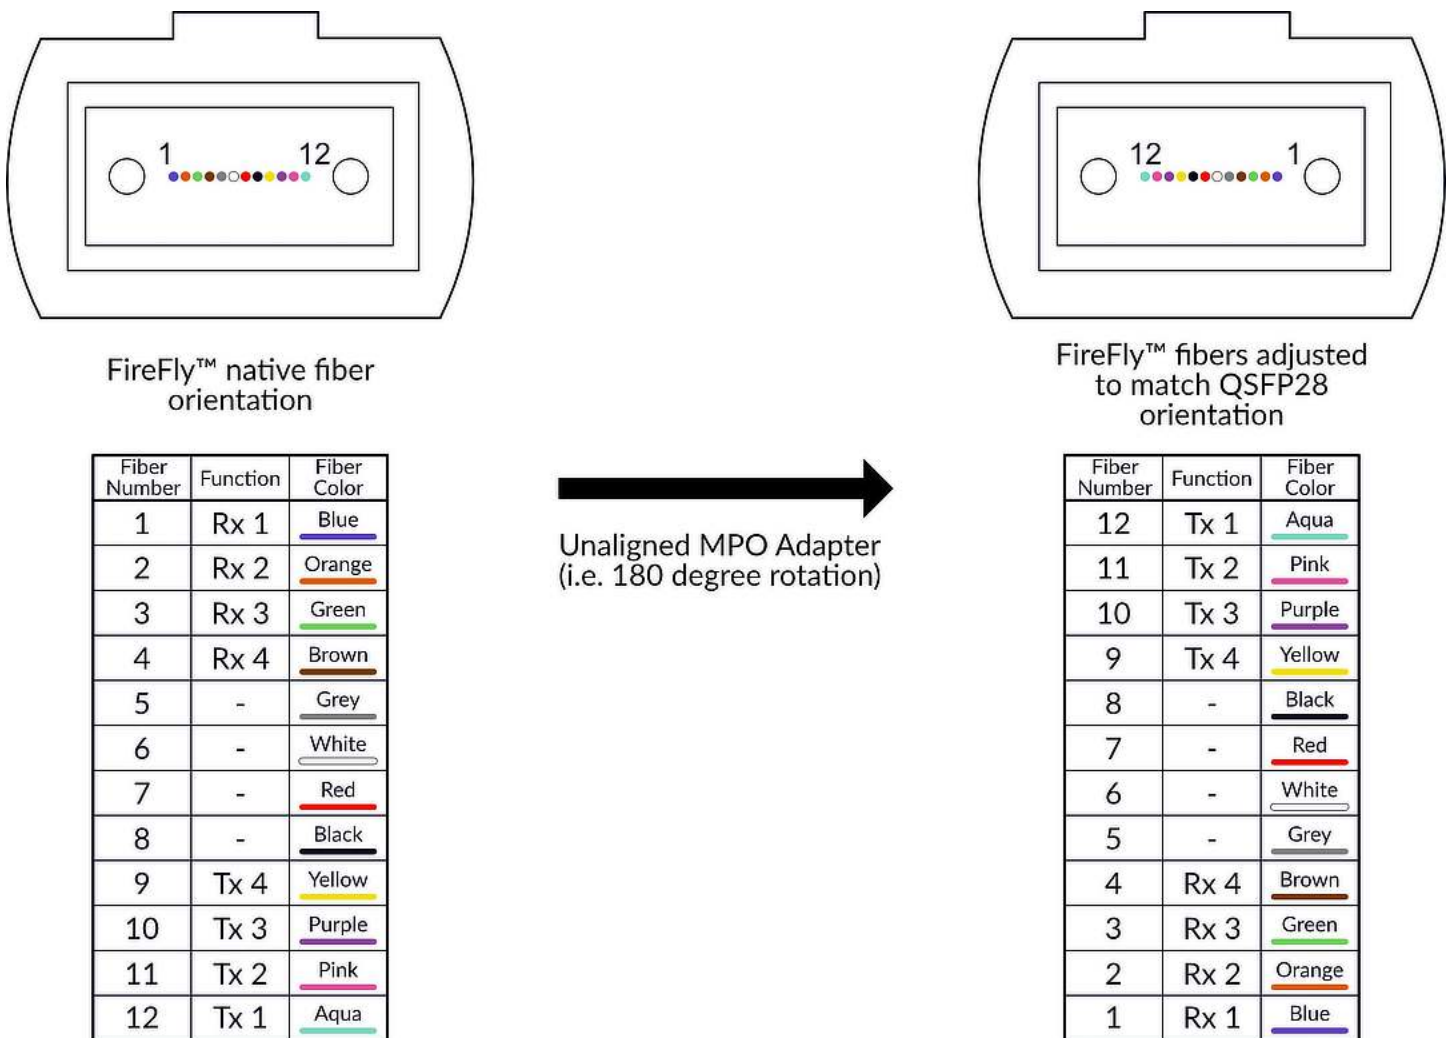 1 12
12 1
FireFly™ native fiber
orientation
FireFly™ fibers adjusted
to match QSFP28
orientation
Fiber Number Function Fiber Color
1 Rx 1 Blue
2 Rx 2 Orange
3 Rx 3 Green
4 Rx 4 Brown
5 - Grey
6 - White
7 - Red
8 - Black
9 Tx 4 Yellow
10 Tx 3 Purple
11 Tx 2 Pink
12 Tx 1 Aqua
Unaligned MPO Adapter
(i.e. 180 degree rotation)
Fiber Number Function Fiber Color
12 Tx 1 Aqua
11 Tx 2 Pink
10 Tx 3 Purple
9 Tx 4 Yellow
8 - Black
7 - Red
6 - White
5 - Grey
4 Rx 4 Brown
3 Rx 3 Green
2 Rx 2 Orange
1 Rx 1 Blue